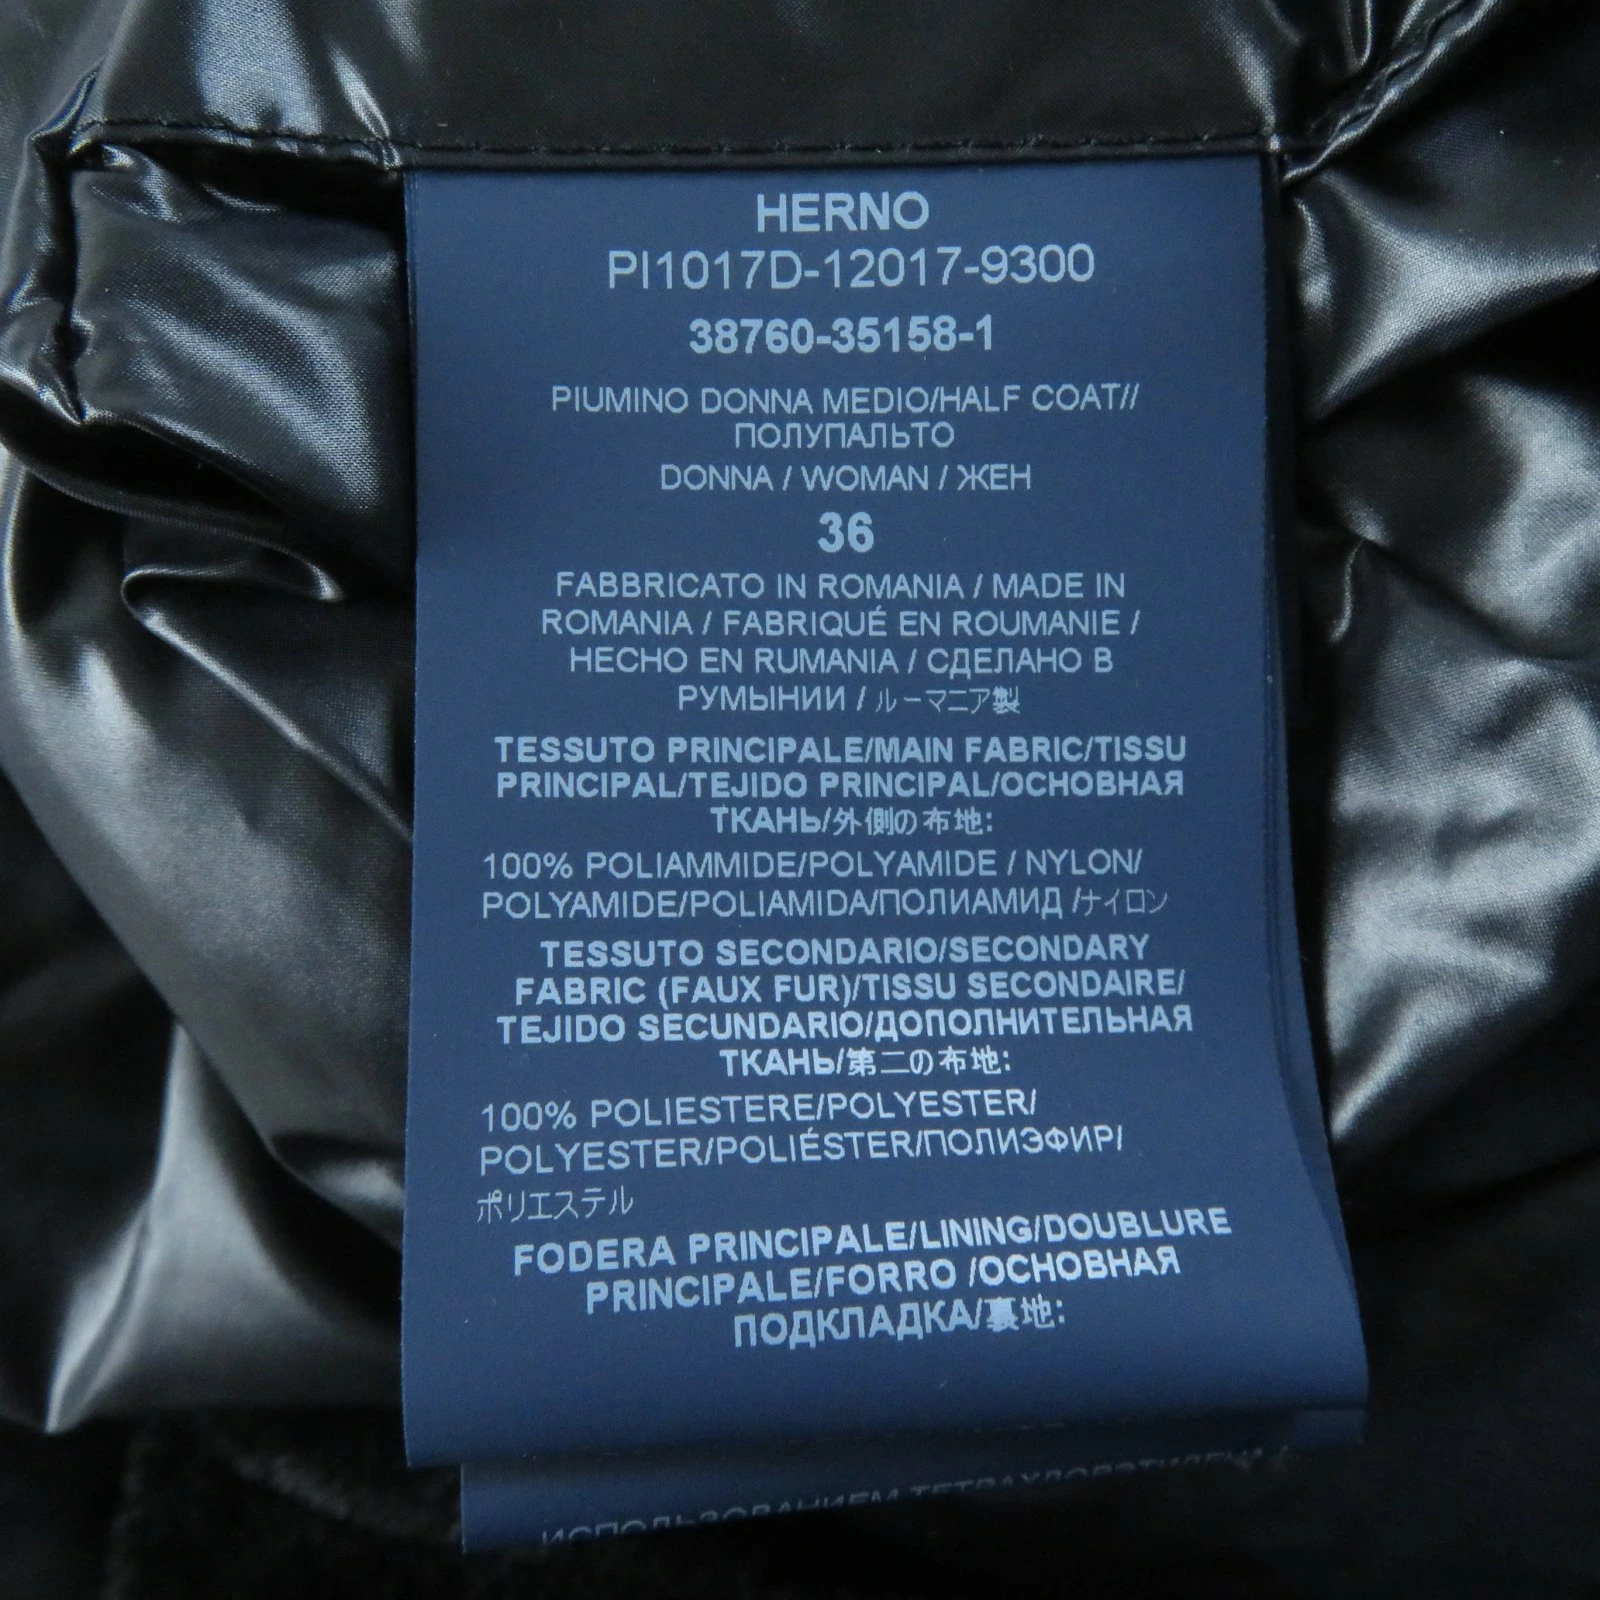 HERNO
PI1017D-12017-9300
38760-35158-1
PIUMINO DONNA MEDIO/HALF COAT//
ПОЛУПАЛЬТО
DONNA / WOMAN / ЖЕН
36
FABBRICATO IN ROMANIA / MADE IN
ROMANIA / FABRIQUÉ EN ROUMANIE /
HECHO EN RUMANIA / СДЕЛАНО В
РУМЫНИИ / ルーマニア製
TESSUTO PRINCIPALE/MAIN FABRIC/TISSU
PRINCIPAL/TEJIDO PRINCIPAL/ОСНОВНАЯ
ТКАНЬ/外側の布地:
100% POLIAMMIDE/POLYAMIDE / NYLON/
POLYAMIDE/POLIAMIDA/ПОЛИАМИД /ナイロン
TESSUTO SECONDARIO/SECONDARY
FABRIC (FAUX FUR)/TISSU SECONDAIRE/
TEJIDO SECUNDARIO/ДОПОЛНИТЕЛЬНАЯ
ТКАНЬ/第二の布地:
100% POLIESTERE/POLYESTER/
POLYESTER/POLIÉSTER/ПОЛИЭФИР/
ポリエステル
FODERA PRINCIPALE/LINING/DOUBLURE
PRINCIPALE/FORRO /ОСНОВНАЯ
ПОДКЛАДКА/裏地:
ИСПОЛЬЗОВАНИЕМ ТЕТРАХЛОРЭТИЛЕНА /